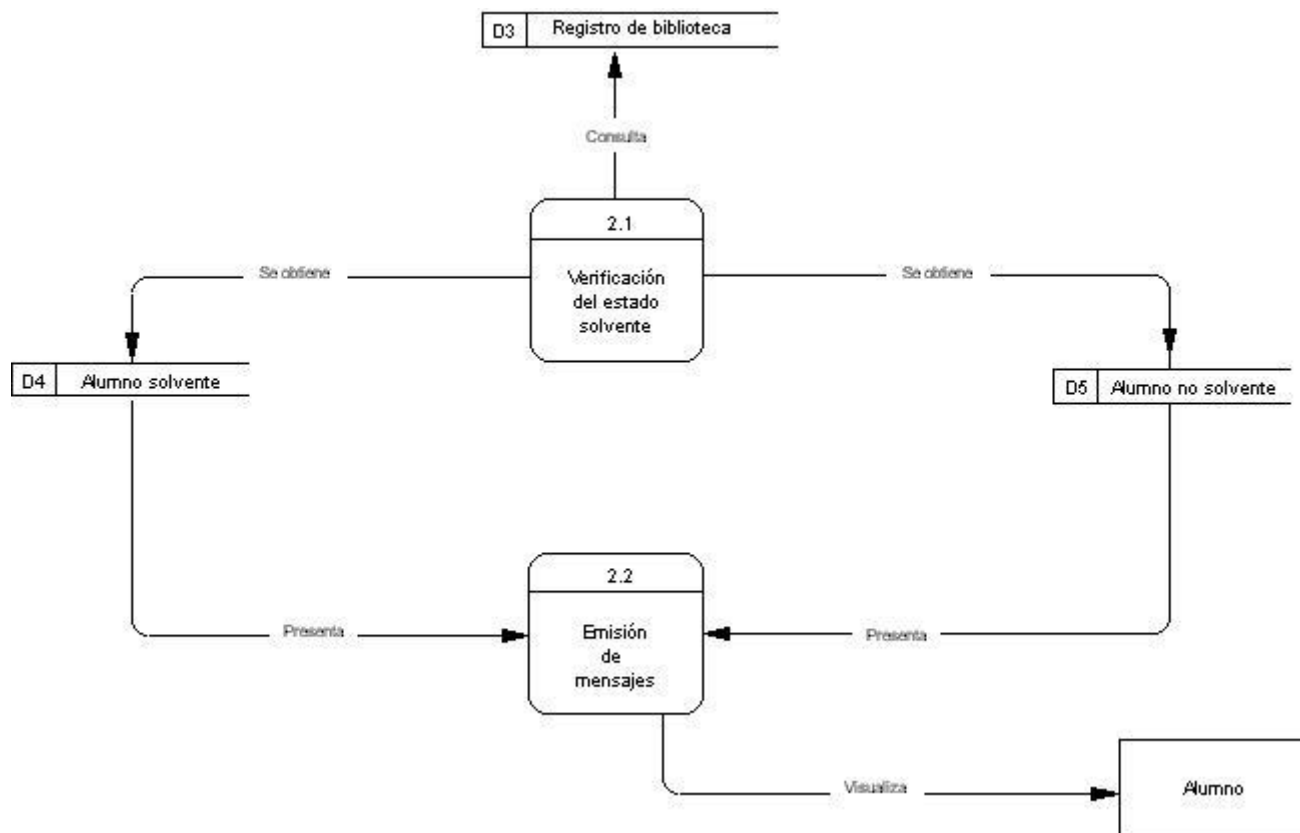 D3 Registro de biblioteca
Consulta
2.1
Se obtiene
Se obtiene
Verificación
del estado
solvente
D4 Alumno solvente
D5 Alumno no solvente
2.2
Presenta
Presenta
Emisión
de
mensajes
Visualiza
Alumno